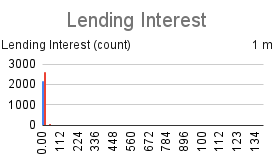 Lending Interest
Lending Interest (count) 1 m
3000
2000
1000
0
0.00 112 224 336 448 560 672 784 896 100 112 123 134